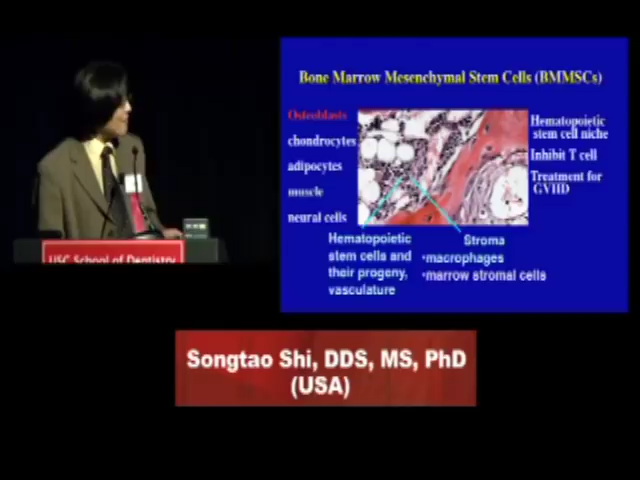 Bone Marrow Mesenchymal Stem Cells (BMMSCs)
Osteoblasts
chondrocytes
adipocytes
muscle
neural cells
Hematopoietic
stem cell niche
Inhibit T cell
Treatment for
GVHD
Hematopoietic
stem cells and
their progeny,
vasculature
Stroma
•macrophages
•marrow stromal cells
USC School of Dentistry
Songtao Shi, DDS, MS, PhD
(USA)